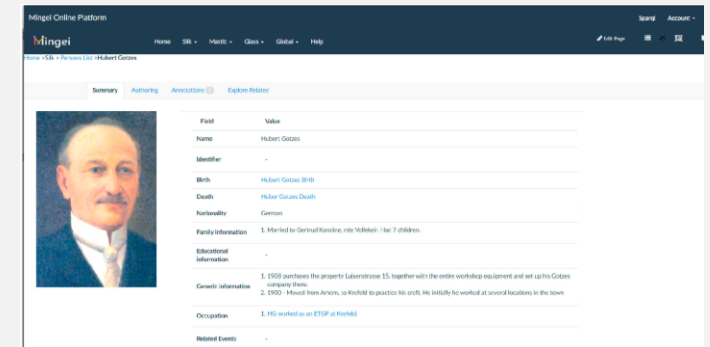 Mingei Online Platform
Sparql Account
Mingei
Home Silk Mastic Glass Global Help
Edit Page
Home >Silk > Persons List >Hubert Gotzes
Summary Authoring Annotations Explore Related
Field Value
Name Hubert Gotzes
Identifier -
Birth Hubert Gotzes Birth
Death Huber Gotzes Death
Nationality German
Family information 1. Married to Gertrud Karoline, née Vollekeir. Had 7 children.
Educational
information -
1. 1908 purchases the property Luisenstrasse 15, together with the entire workshop equipment and set up his Gotzes
Generic information company there.
2. 1900 - Moved from Amern, to Krefeld to practice his craft. He initially he worked at several locations in the town
Occupation 1. HG worked as an ETGP at Krefeld.
Related Events -